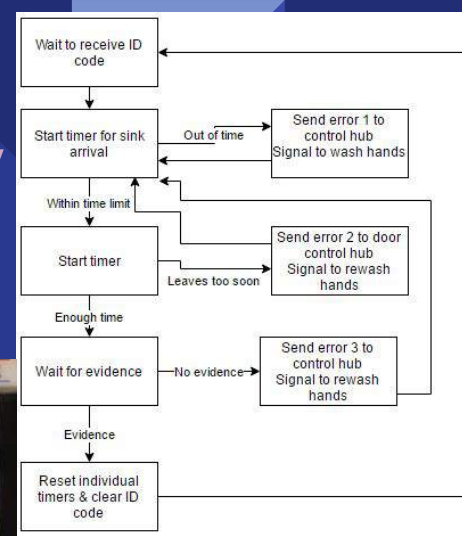 Wait to receive ID
code
Start timer for sink
arrival
Out of time
Send error 1 to
control hub
Signal to wash hands
Within time limit
Start timer
Leaves too soon
Send error 2 to door
control hub
Signal to rewash
hands
Enough time
Wait for evidence
No evidence
Send error 3 to
control hub
Signal to rewash
hands
Evidence
Reset individual
timers & clear ID
code